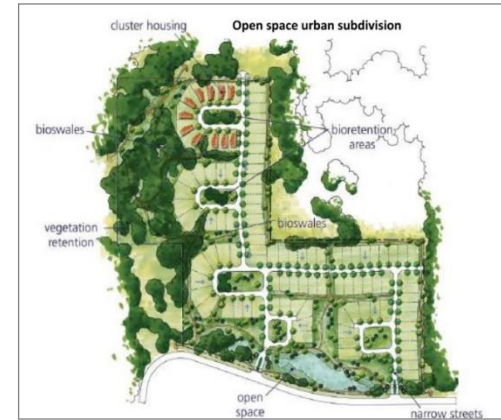 cluster housing
Open space urban subdivision
bioswales
bioretention
areas
vegetation
retention
bioswales
open
space
narrow streets